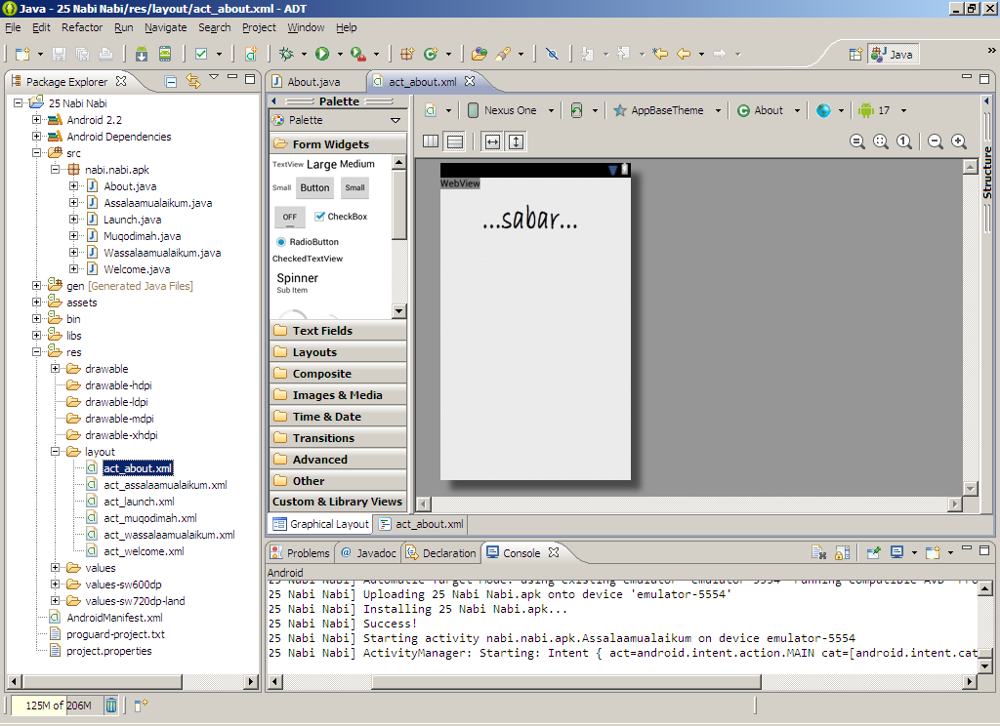 Java - 25 Nabi Nabi/res/layout/act_about.xml - ADT
File Edit Refactor Run Navigate Search Project Window Help
Java
Package Explorer
25 Nabi Nabi
Android 2.2
Android Dependencies
src
nabi.nabi.apk
About.java
Assalaamualaikum.java
Launch.java
Muqodimah.java
Wassalaamualaikum.java
Welcome.java
gen [Generated Java Files]
assets
bin
libs
res
drawable
drawable-hdpi
drawable-ldpi
drawable-mdpi
drawable-xhdpi
layout
act_about.xml
act_assalaamualaikum.xml
act_launch.xml
act_muqodimah.xml
act_wassalaamualaikum.xml
act_welcome.xml
values
values-sw600dp
values-sw720dp-land
AndroidManifest.xml
proguard-project.txt
project.properties
About.java act_about.xml
Palette
Palette
Form Widgets
TextView Large Medium
Small Button Small
OFF CheckBox
RadioButton
CheckedTextView
Spinner
Sub Item
Text Fields
Layouts
Composite
Images & Media
Time & Date
Transitions
Advanced
Other
Custom & Library Views
Nexus One AppBaseTheme About 17
WebView
...sabar...
Structure
Graphical Layout act_about.xml
Problems Javadoc Declaration Console
Android
25 Nabi Nabi] Automatic Target Mode: using existing emulator 'emulator-5554' running compatible AVD
25 Nabi Nabi] Uploading 25 Nabi Nabi.apk onto device 'emulator-5554'
25 Nabi Nabi] Installing 25 Nabi Nabi.apk...
25 Nabi Nabi] Success!
25 Nabi Nabi] Starting activity nabi.nabi.apk.Assalaamualaikum on device emulator-5554
25 Nabi Nabi] ActivityManager: Starting: Intent { act=android.intent.action.MAIN cat=[android.intent.cat
125M of 206M